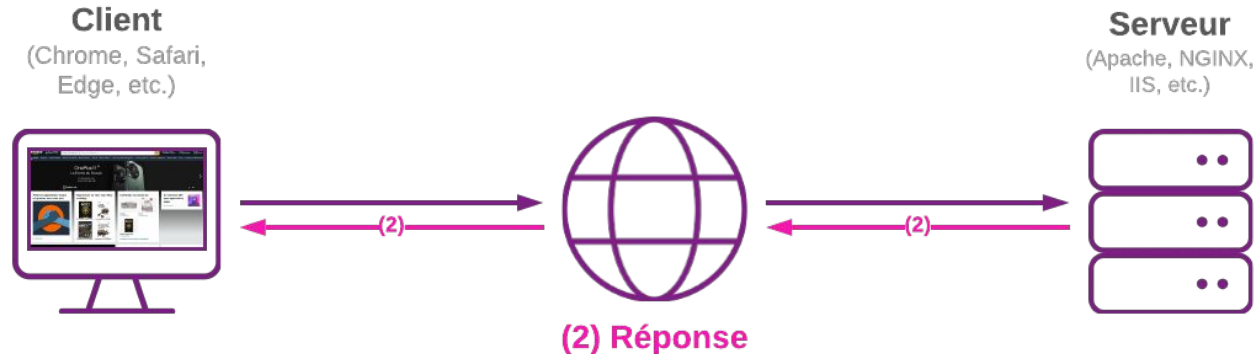 Client
(Chrome, Safari,
Edge, etc.)
Serveur
(Apache, NGINX,
IIS, etc.)
(2)
(2)
(2) Réponse